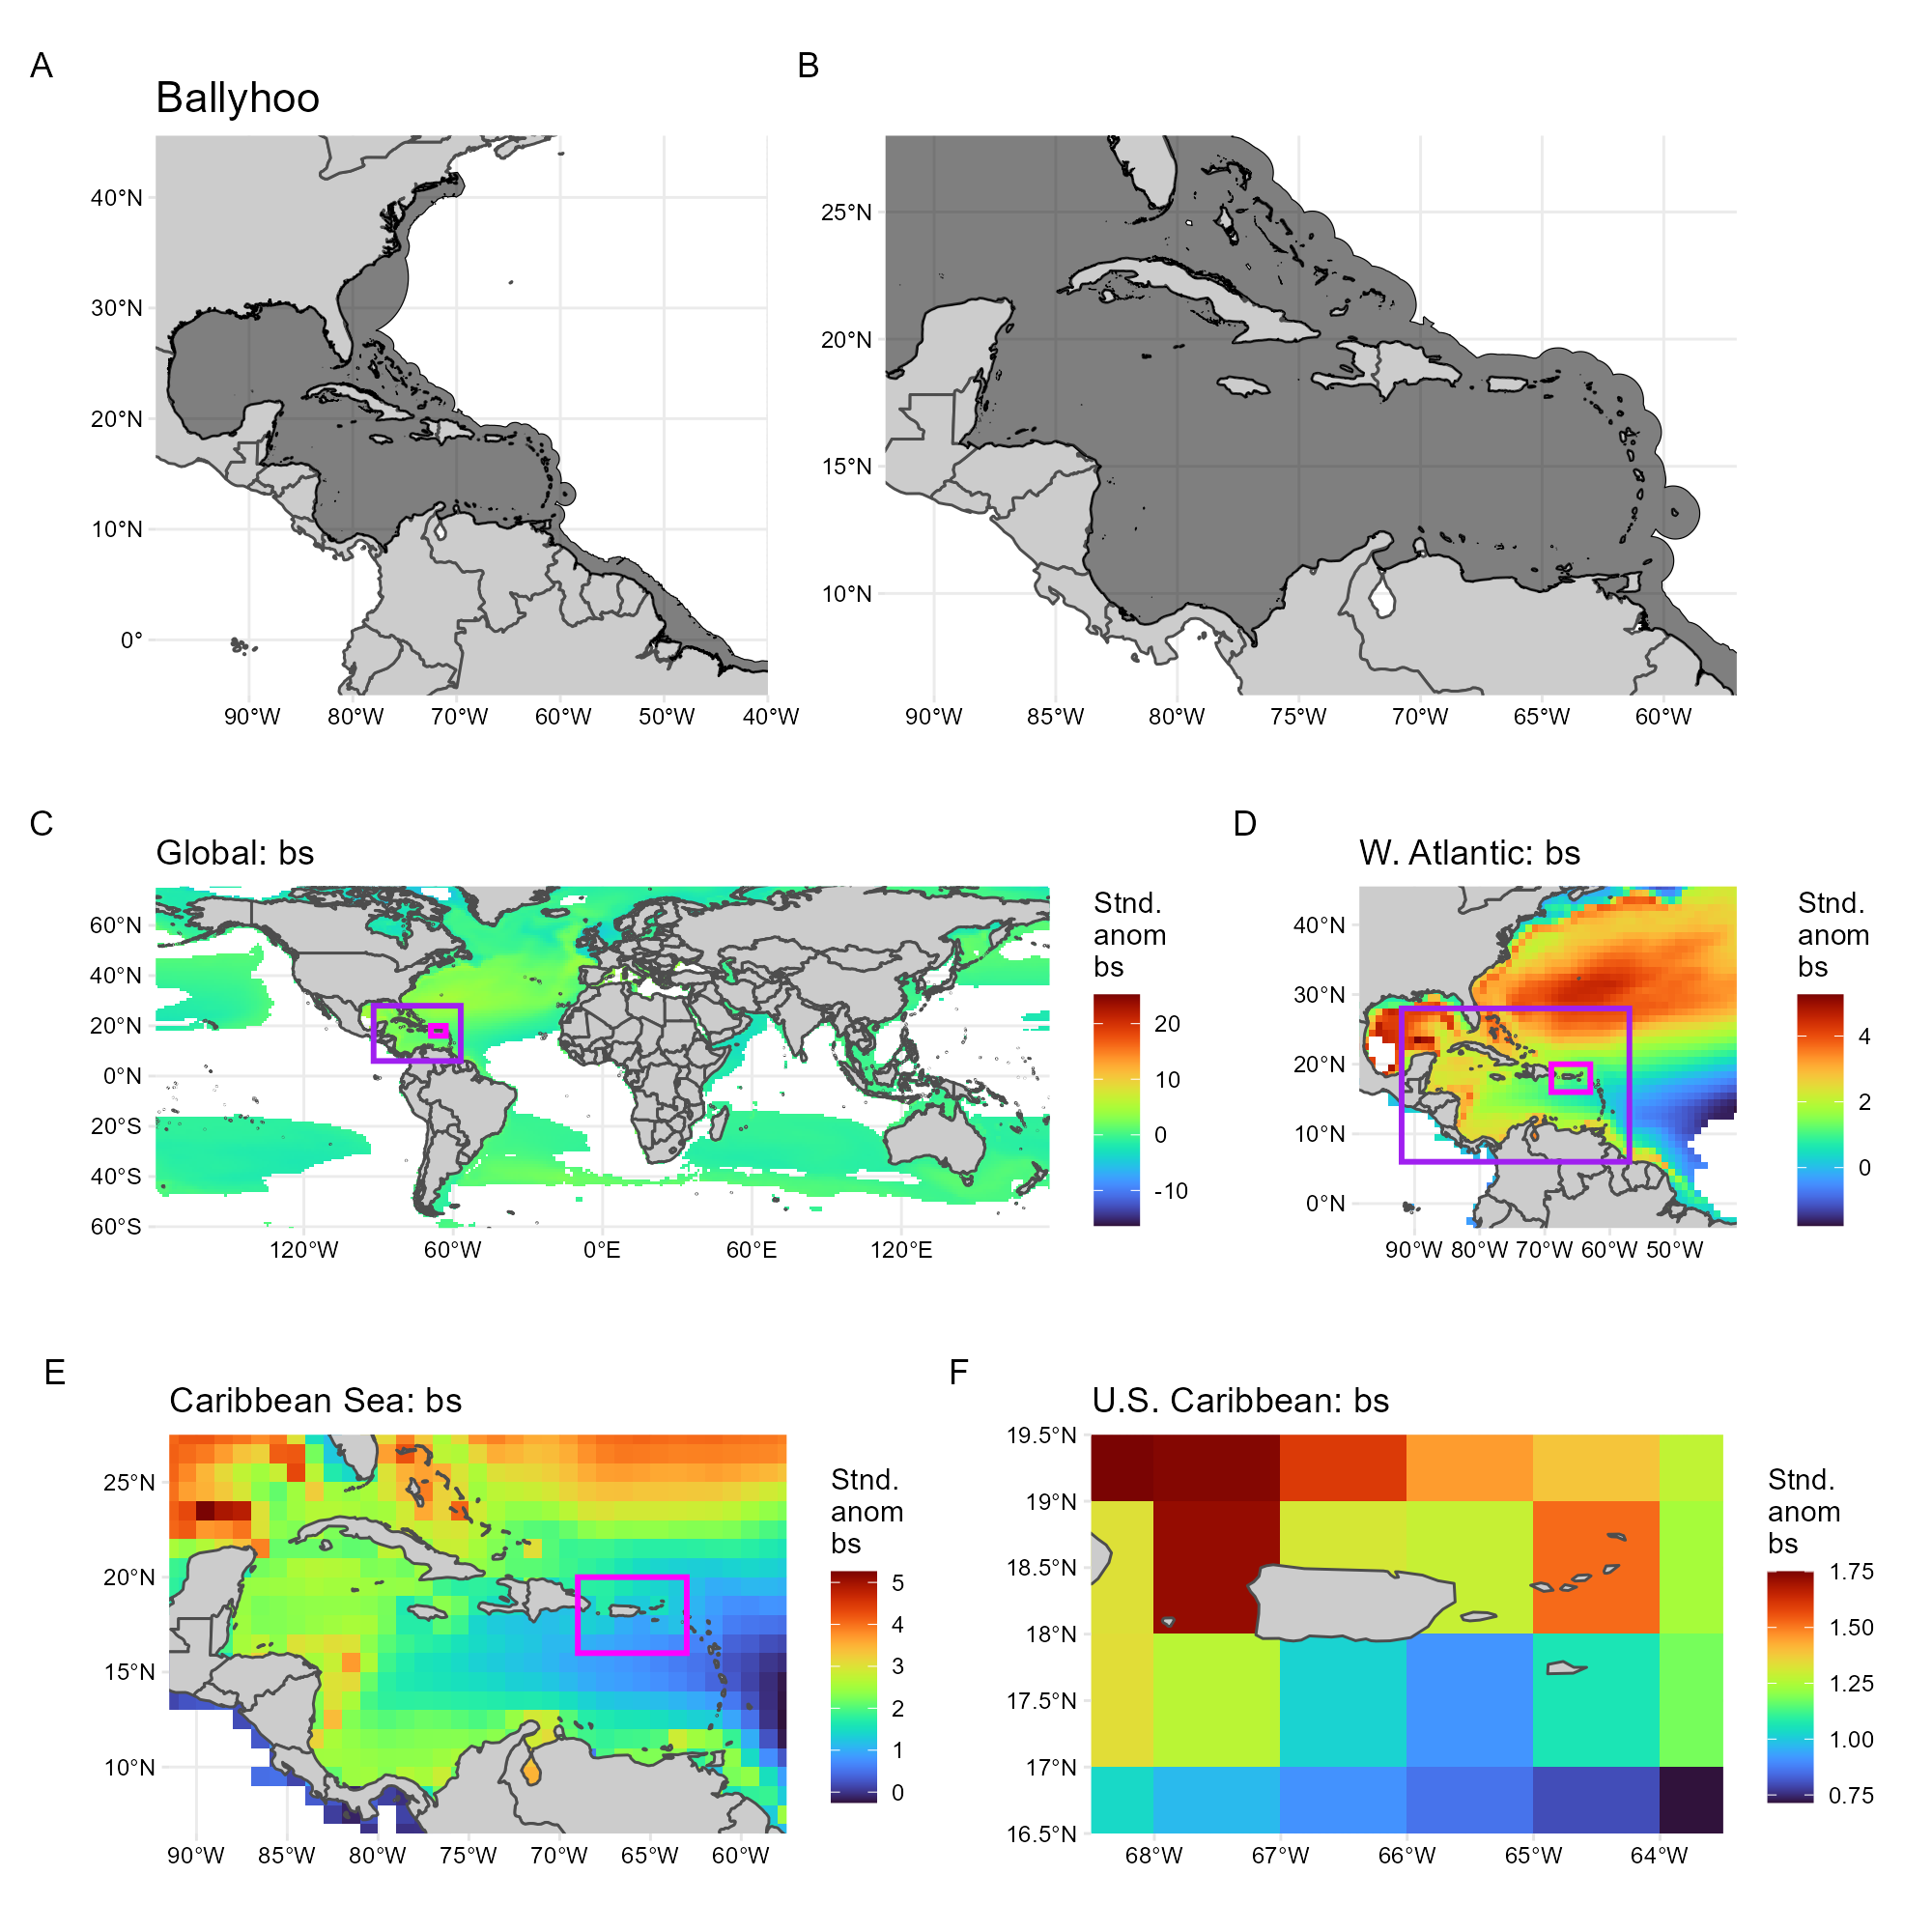 A
B
Ballyhoo
40°N
30°N
20°N
10°N
0°
90°W 80°W 70°W 60°W 50°W 40°W
25°N
20°N
15°N
10°N
90°W 85°W 80°W 75°W 70°W 65°W 60°W
C
Global: bs
60°N
40°N
20°N
0°N
20°S
40°S
60°S
120°W 60°W 0°E 60°E 120°E
Stnd.
anom
bs
20
10
0
-10
D
W. Atlantic: bs
40°N
30°N
20°N
10°N
0°N
90°W 80°W 70°W 60°W 50°W
Stnd.
anom
bs
4
2
0
E
Caribbean Sea: bs
25°N
20°N
15°N
10°N
90°W 85°W 80°W 75°W 70°W 65°W 60°W
Stnd.
anom
bs
5
4
3
2
1
0
F
U.S. Caribbean: bs
19.5°N
19°N
18.5°N
18°N
17.5°N
17°N
16.5°N
68°W 67°W 66°W 65°W 64°W
Stnd.
anom
bs
1.75
1.50
1.25
1.00
0.75